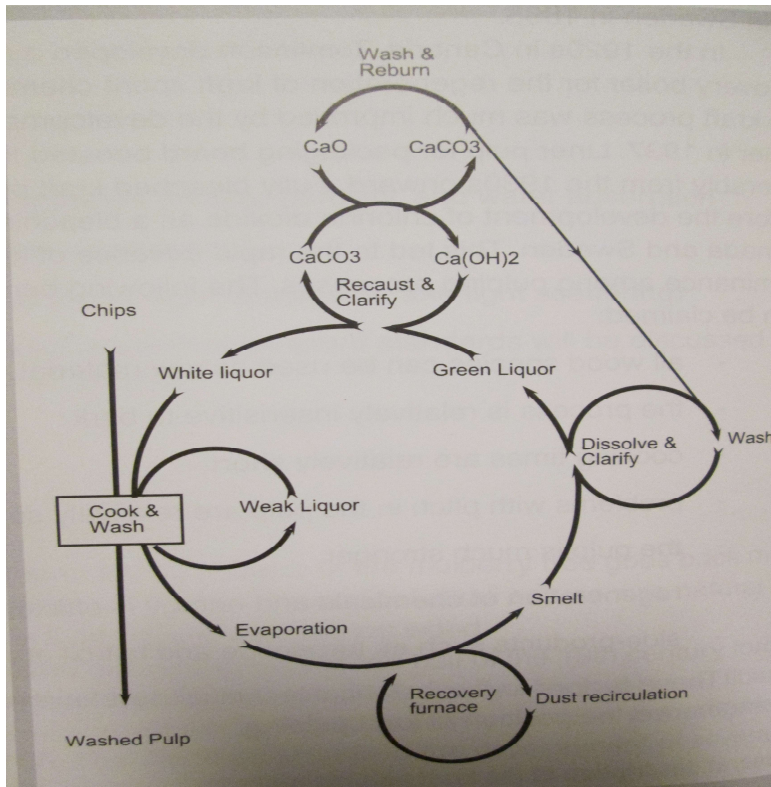 Wash &
Reburn
CaO
CaCO3
CaCO3
Ca(OH)2
Recaust &
Clarify
Chips
White liquor
Green Liquor
Dissolve &
Clarify
Wash
Cook &
Wash
Weak Liquor
Smelt
Evaporation
Recovery
furnace
Dust recirculation
Washed Pulp